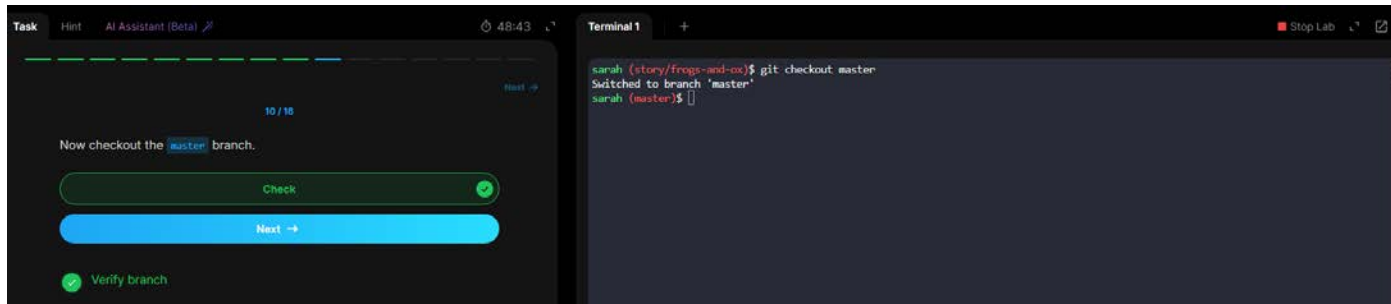 Task Hint AI Assistant (Beta) 48:43
Next →
10 / 18
Now checkout the master branch.
Check
Next →
Verify branch
Terminal 1 + Stop Lab
sarah (story/frogs-and-ox)$ git checkout master
Switched to branch 'master'
sarah (master)$